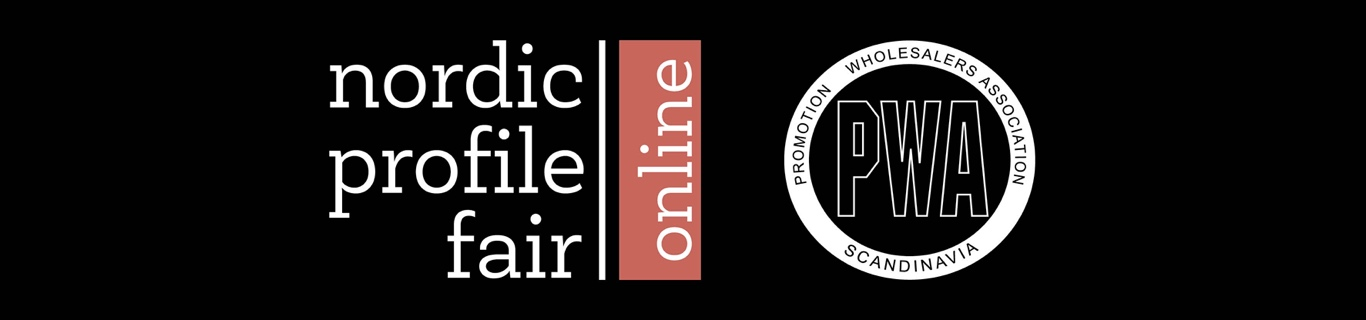 nordic
profile
fair
online
PROMOTION WHOLESALERS ASSOCIATION
PWA
SCANDINAVIA